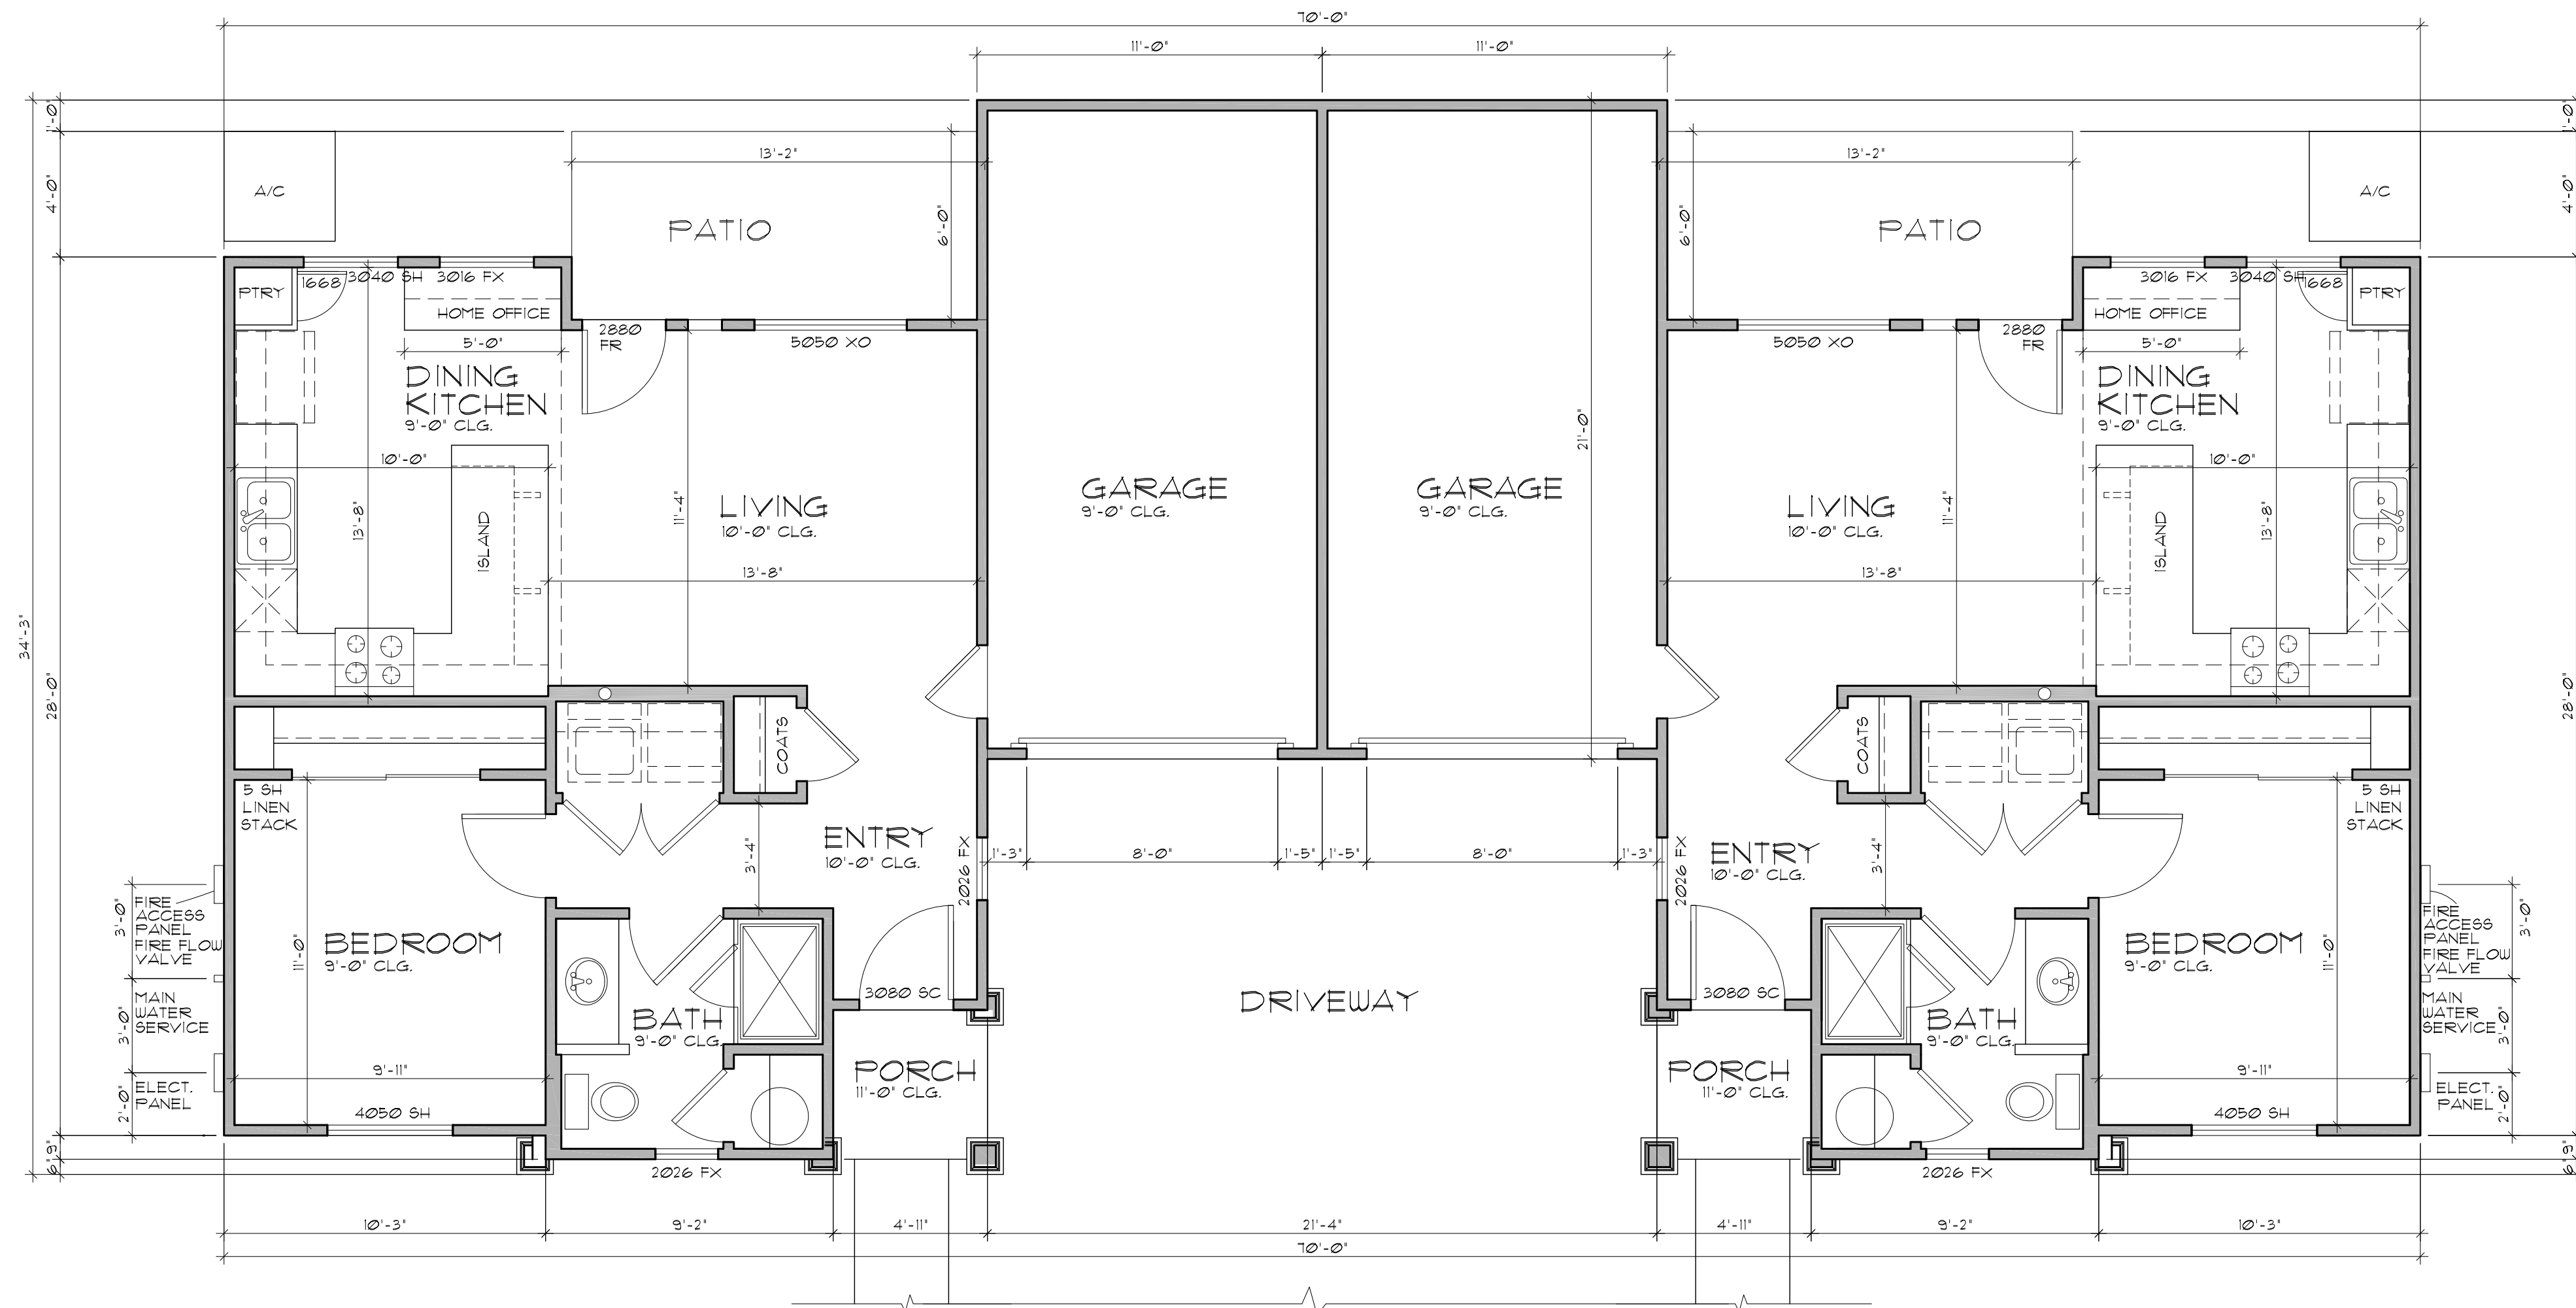 70'-0"
11'-0" 11'-0"
1'-0" 1'-0"
13'-2" 13'-2"
A/C A/C
4'-0" 4'-0"
6'-0" 6'-0"
PATIO PATIO
1668 3040 SH 3016 FX 3016 FX 3040 SH 1668
PTRY PTRY
HOME OFFICE HOME OFFICE
2880 2880
FR FR
5'-0" 5050 XO 5050 XO 5'-0"
DINING DINING
KITCHEN KITCHEN
9'-0" CLG. 9'-0" CLG.
21'-0"
10'-0" 10'-0"
GARAGE GARAGE
9'-0" CLG. 9'-0" CLG.
LIVING LIVING
10'-0" CLG. 10'-0" CLG.
13'-8" 11'-4" 11'-4" 13'-8"
ISLAND ISLAND
13'-8" 13'-8"
34'-3"
28'-0" 28'-0"
COATS COATS
5 SH 5 SH
LINEN LINEN
STACK STACK
ENTRY ENTRY
10'-0" CLG. 10'-0" CLG.
3'-4" 3'-4"
2026 FX 2026 FX
1'-3" 8'-0" 1'-5" 1'-5" 8'-0" 1'-3"
FIRE FIRE
ACCESS ACCESS
PANEL PANEL
FIRE FLOW FIRE FLOW
VALVE VALVE
3'-0" 3'-0"
BEDROOM BEDROOM
9'-0" CLG. 9'-0" CLG.
11'-0" 11'-0"
MAIN MAIN
WATER WATER
SERVICE SERVICE
3'-0" 3'-0"
3080 SC 3080 SC
DRIVEWAY
BATH BATH
9'-0" CLG. 9'-0" CLG.
PORCH PORCH
11'-0" CLG. 11'-0" CLG.
9'-11" 9'-11"
ELECT. ELECT.
PANEL PANEL
2'-0" 2'-0"
4050 SH 4050 SH
2026 FX 2026 FX
10'-3" 9'-2" 4'-11" 21'-4" 4'-11" 9'-2" 10'-3"
70'-0"